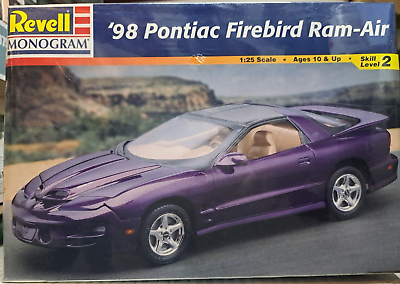 Revell
MONOGRAM
'98 Pontiac Firebird Ram-Air
1:25 Scale • Ages 10 & Up • Skill Level 2